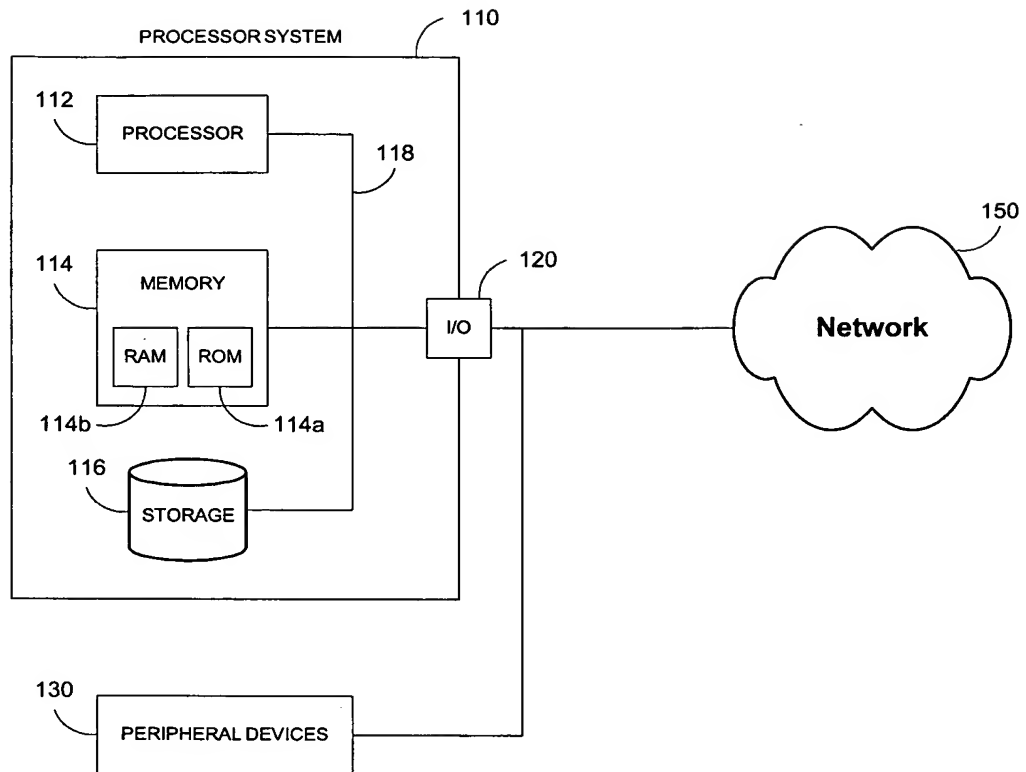 PROCESSOR SYSTEM
110
112
PROCESSOR
118
114
MEMORY
RAM
ROM
114b
114a
120
I/O
150
Network
116
STORAGE
130
PERIPHERAL DEVICES